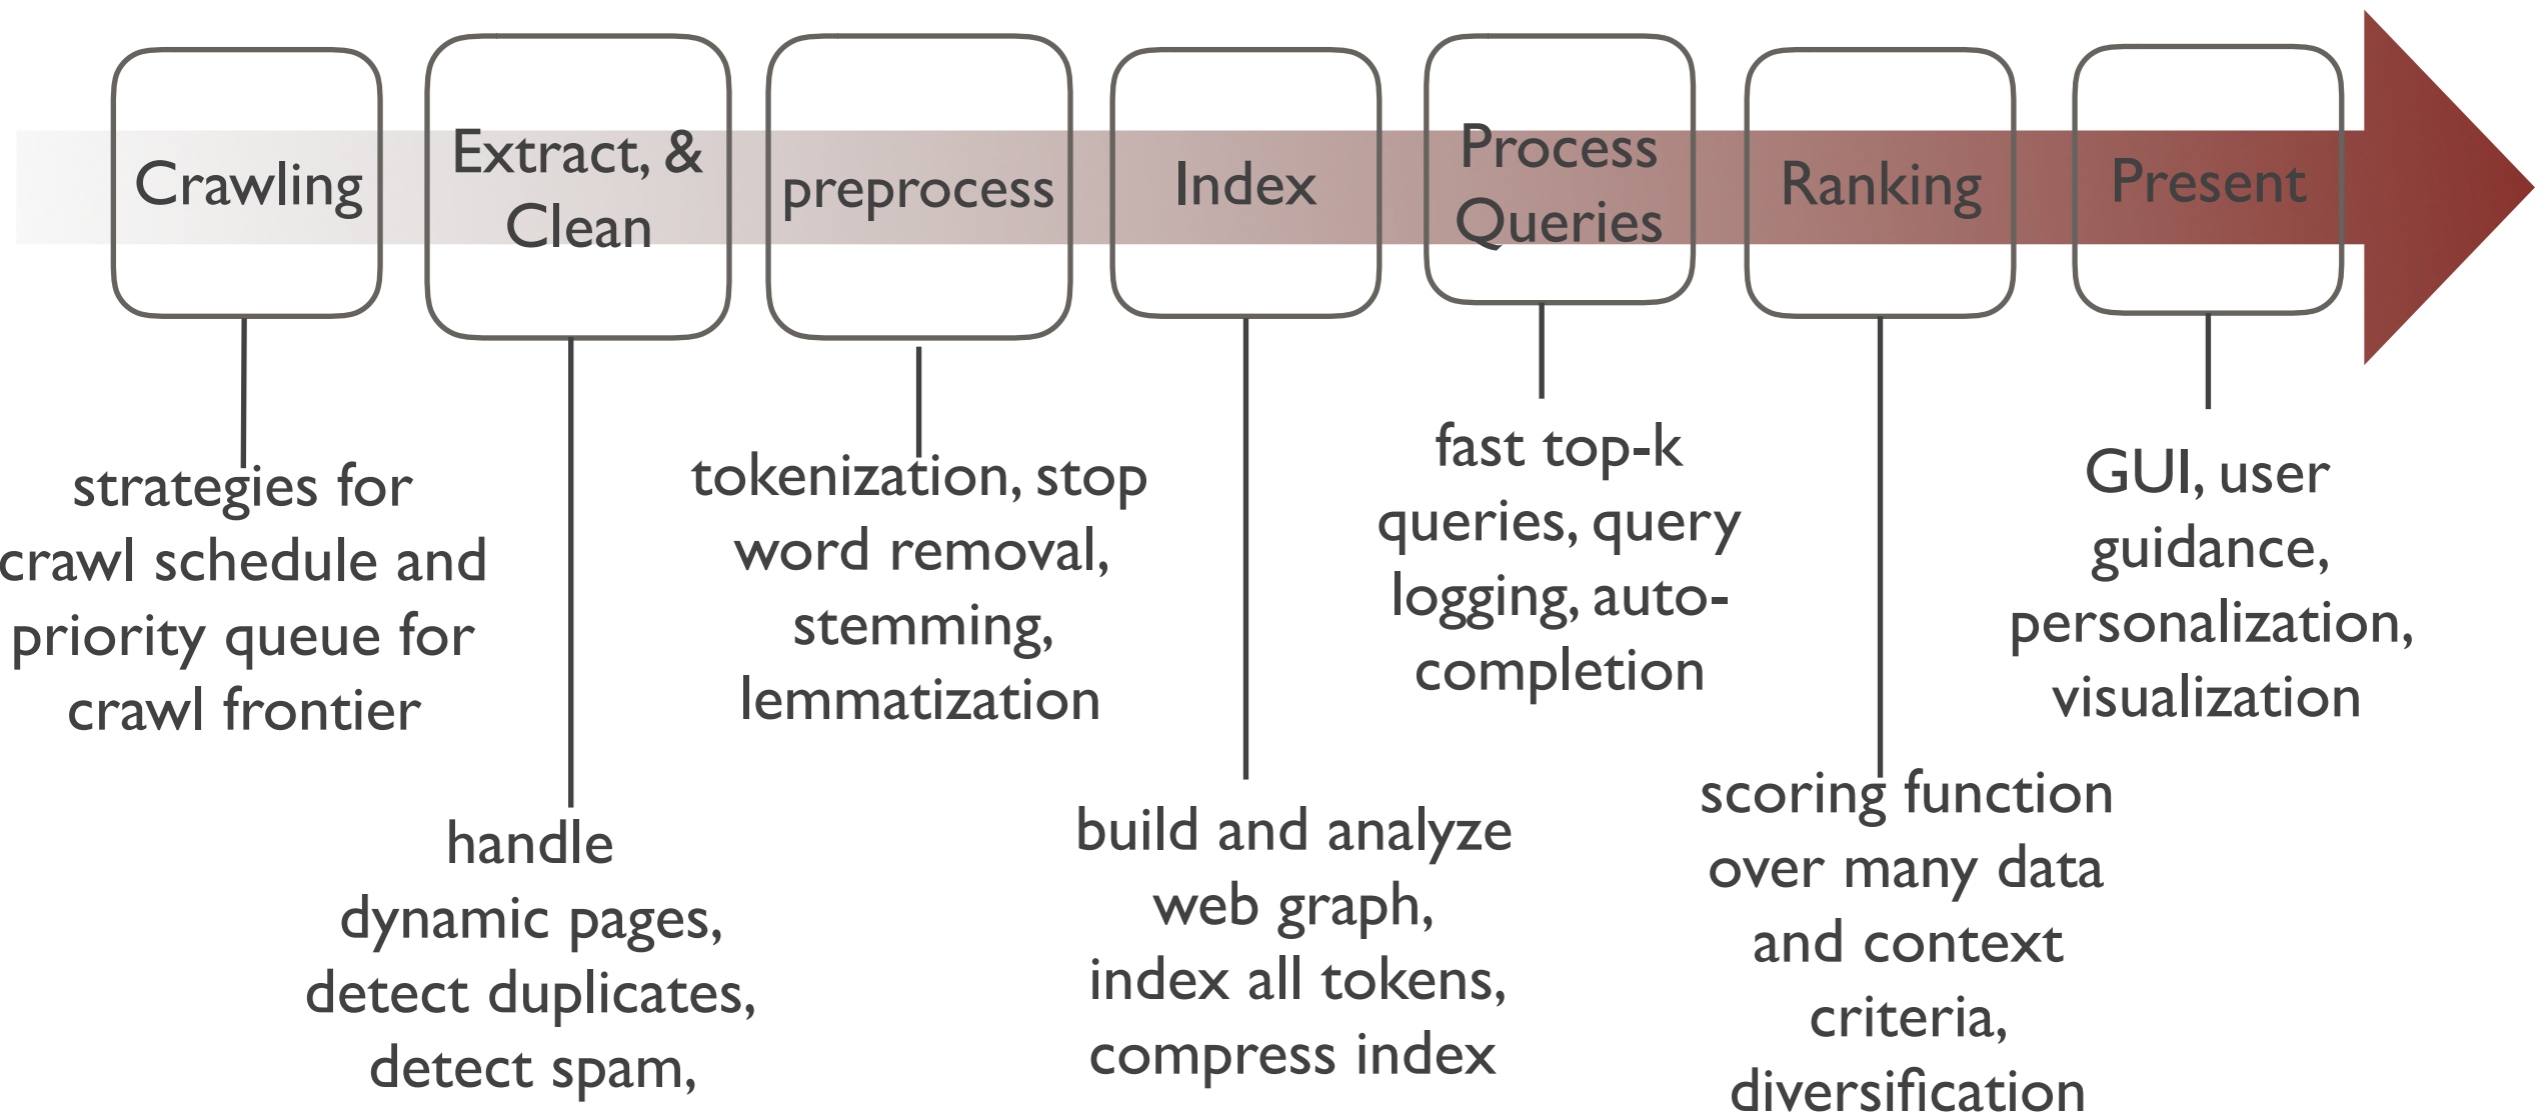 Crawling
Extract, &
Clean
preprocess
Index
Process
Queries
Ranking
Present
strategies for
crawl schedule and
priority queue for
crawl frontier
handle
dynamic pages,
detect duplicates,
detect spam,
tokenization, stop
word removal,
stemming,
lemmatization
build and analyze
web graph,
index all tokens,
compress index
fast top-k
queries, query
logging, auto-
completion
scoring function
over many data
and context
criteria,
diversification
GUI, user
guidance,
personalization,
visualization